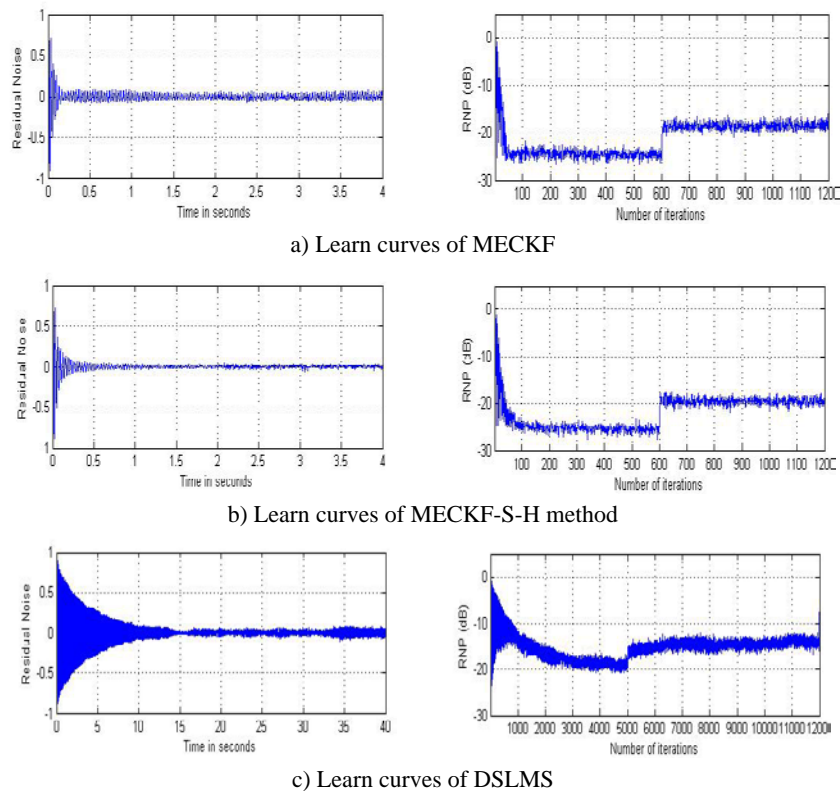 1
0.5
0
-0.5
-1
Residual Noise
0 0.5 1 1.5 2 2.5 3 3.5 4
Time in seconds
0
-10
-20
-30
RNP (dB)
100 200 300 400 500 600 700 800 900 1000 1100 1200
Number of iterctions
a) Learn curves of MECKF
1
0.5
0
-0.5
1
Residual Noise
0 0.5 1 1.5 2 2.5 3 3.5 4
Time in seconds
0
-10
-20
-30
RNP (dB)
100 200 300 400 500 600 700 800 900 1000 1100 1200
Number of iterations
b) Learn curves of MECKF-S-H method
1
0.5
0
-0.5
-1
Residual Noise
0 5 10 15 20 25 30 35 40
Time in seconds
0
-10
-20
-30
RNP (dB)
1000 2000 3000 4000 5000 6000 7000 8000 9000 10000 11000 12000
Number of iterations
c) Learn curves of DSLMS